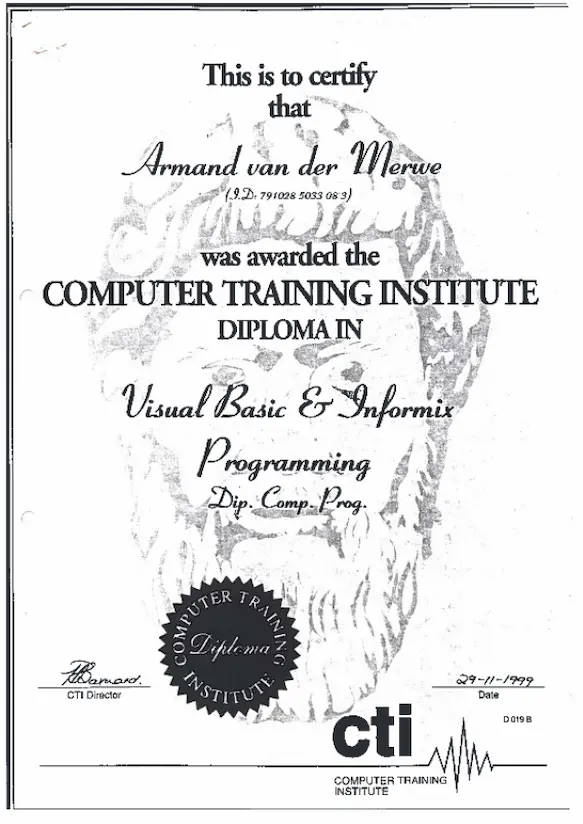 This is to certify
that
Armand van der Merwe
(I.D: 791028 5033 08 3)
was awarded the
COMPUTER TRAINING INSTITUTE
DIPLOMA IN
Visual Basic & Informix
Programming
Dip. Comp. Prog.
COMPUTER TRAINING
Diploma
INSTITUTE
Barnard. 29-11-1999
CTI Director Date
D 019 B
cti
COMPUTER TRAINING
INSTITUTE